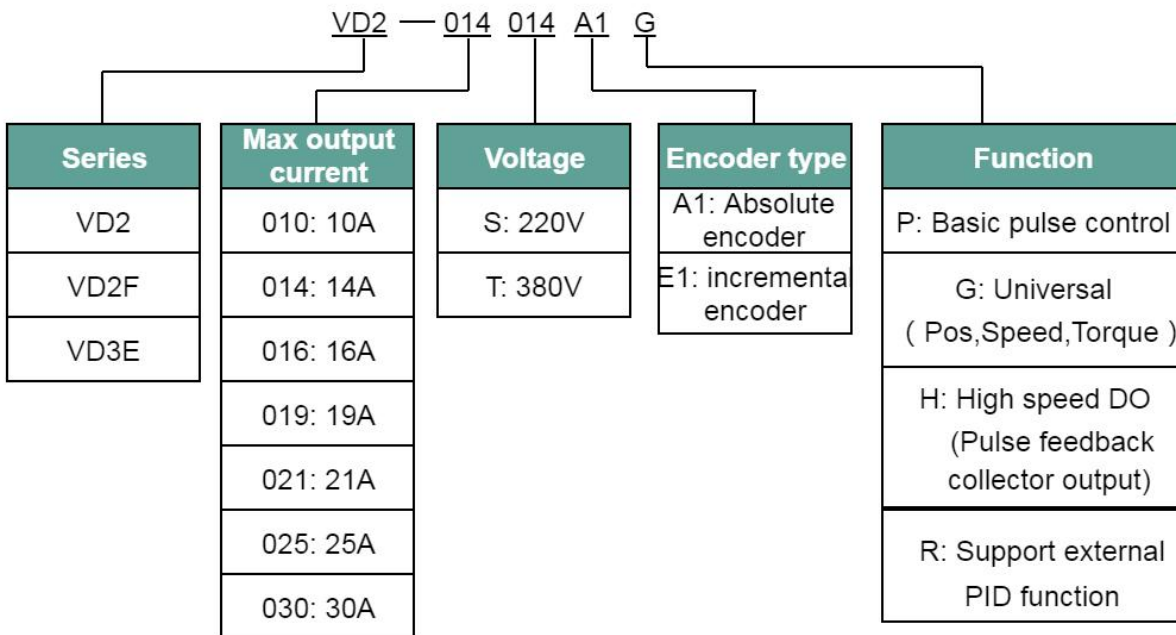 VD2 — 014 014 A1 G
Series
VD2
VD2F
VD3E
Max output
current
010: 10A
014: 14A
016: 16A
019: 19A
021: 21A
025: 25A
030: 30A
Voltage
S: 220V
T: 380V
Encoder type
A1: Absolute
encoder
E1: incremental
encoder
Function
P: Basic pulse control
G: Universal
( Pos,Speed,Torque )
H: High speed DO
(Pulse feedback
collector output)
R: Support external
PID function